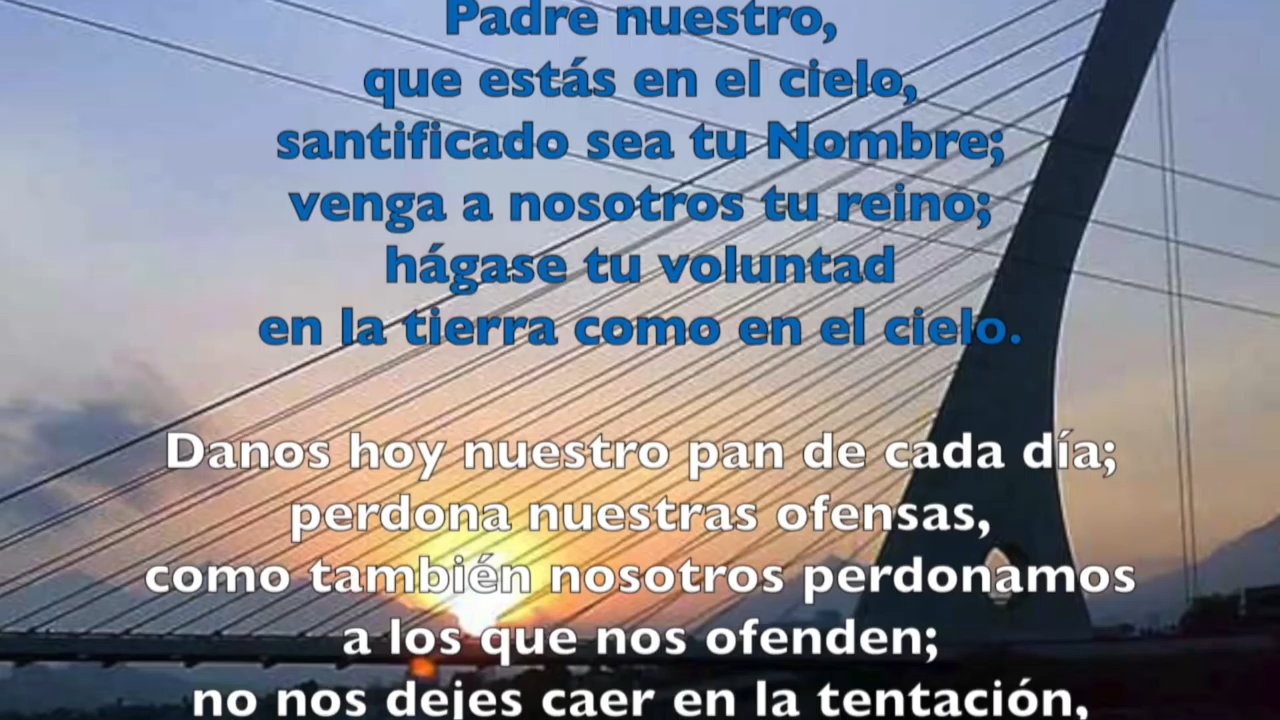 Padre nuestro,
que estás en el cielo,
santificado sea tu Nombre;
venga a nosotros tu reino;
hágase tu voluntad
en la tierra como en el cielo.
Danos hoy nuestro pan de cada día;
perdona nuestras ofensas,
como también nosotros perdonamos
a los que nos ofenden;
no nos dejes caer en la tentación,